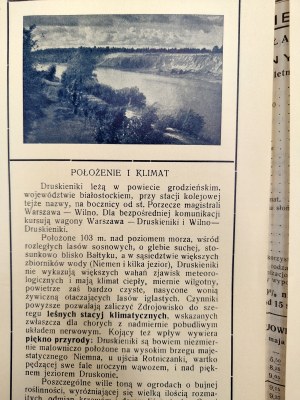 POŁOŻENIE I KLIMAT
Druskieniki leżą w powiecie grodzieńskim,
województwie białostockiem, przy stacji kolejowej
tejże nazwy, na bocznicy od st. Porzecze magistrali
Warszawa — Wilno. Dla bezpośredniej komunikacji
kursują wagony Warszawa — Druskieniki i Wilno—
Druskieniki.
Położone 103 m. nad poziomem morza, wśród
rozległych lasów sosnowych, o glebie suchej, sto-
sunkowo blisko Bałtyku, a w sąsiedztwie większych
zbiorników wody (Niemen i kilka jezior), Druskieniki
nie wykazują większych wahań zjawisk meteoro-
logicznych i mają klimat ciepły, miernie wilgotny,
powietrze zaś bardzo czyste, nasycone wonią
żywiczną otaczających lasów iglastych. Czynniki
powyższe pozwalają zaliczyć Zdrojowisko do szere-
gu leśnych stacyj klimatycznych, wskazanych
zwłaszcza dla chorych z nadmiernie pobudliwym
układem nerwowym. Kojący też wpływ wywiera
piękno przyrody: Druskieniki są bowiem niezmier-
nie malowniczo położone na wysokim brzegu maje-
statycznego Niemna, u ujścia Rotniczanki, wartko
pędzącej swe fale uroczym wąwozem, i nad pięk-
nem jeziorem Druskonie.
Poszczególne wille toną w ogrodach o bujnej
roślinności, wyróżniającej się wielką ilością rozma-